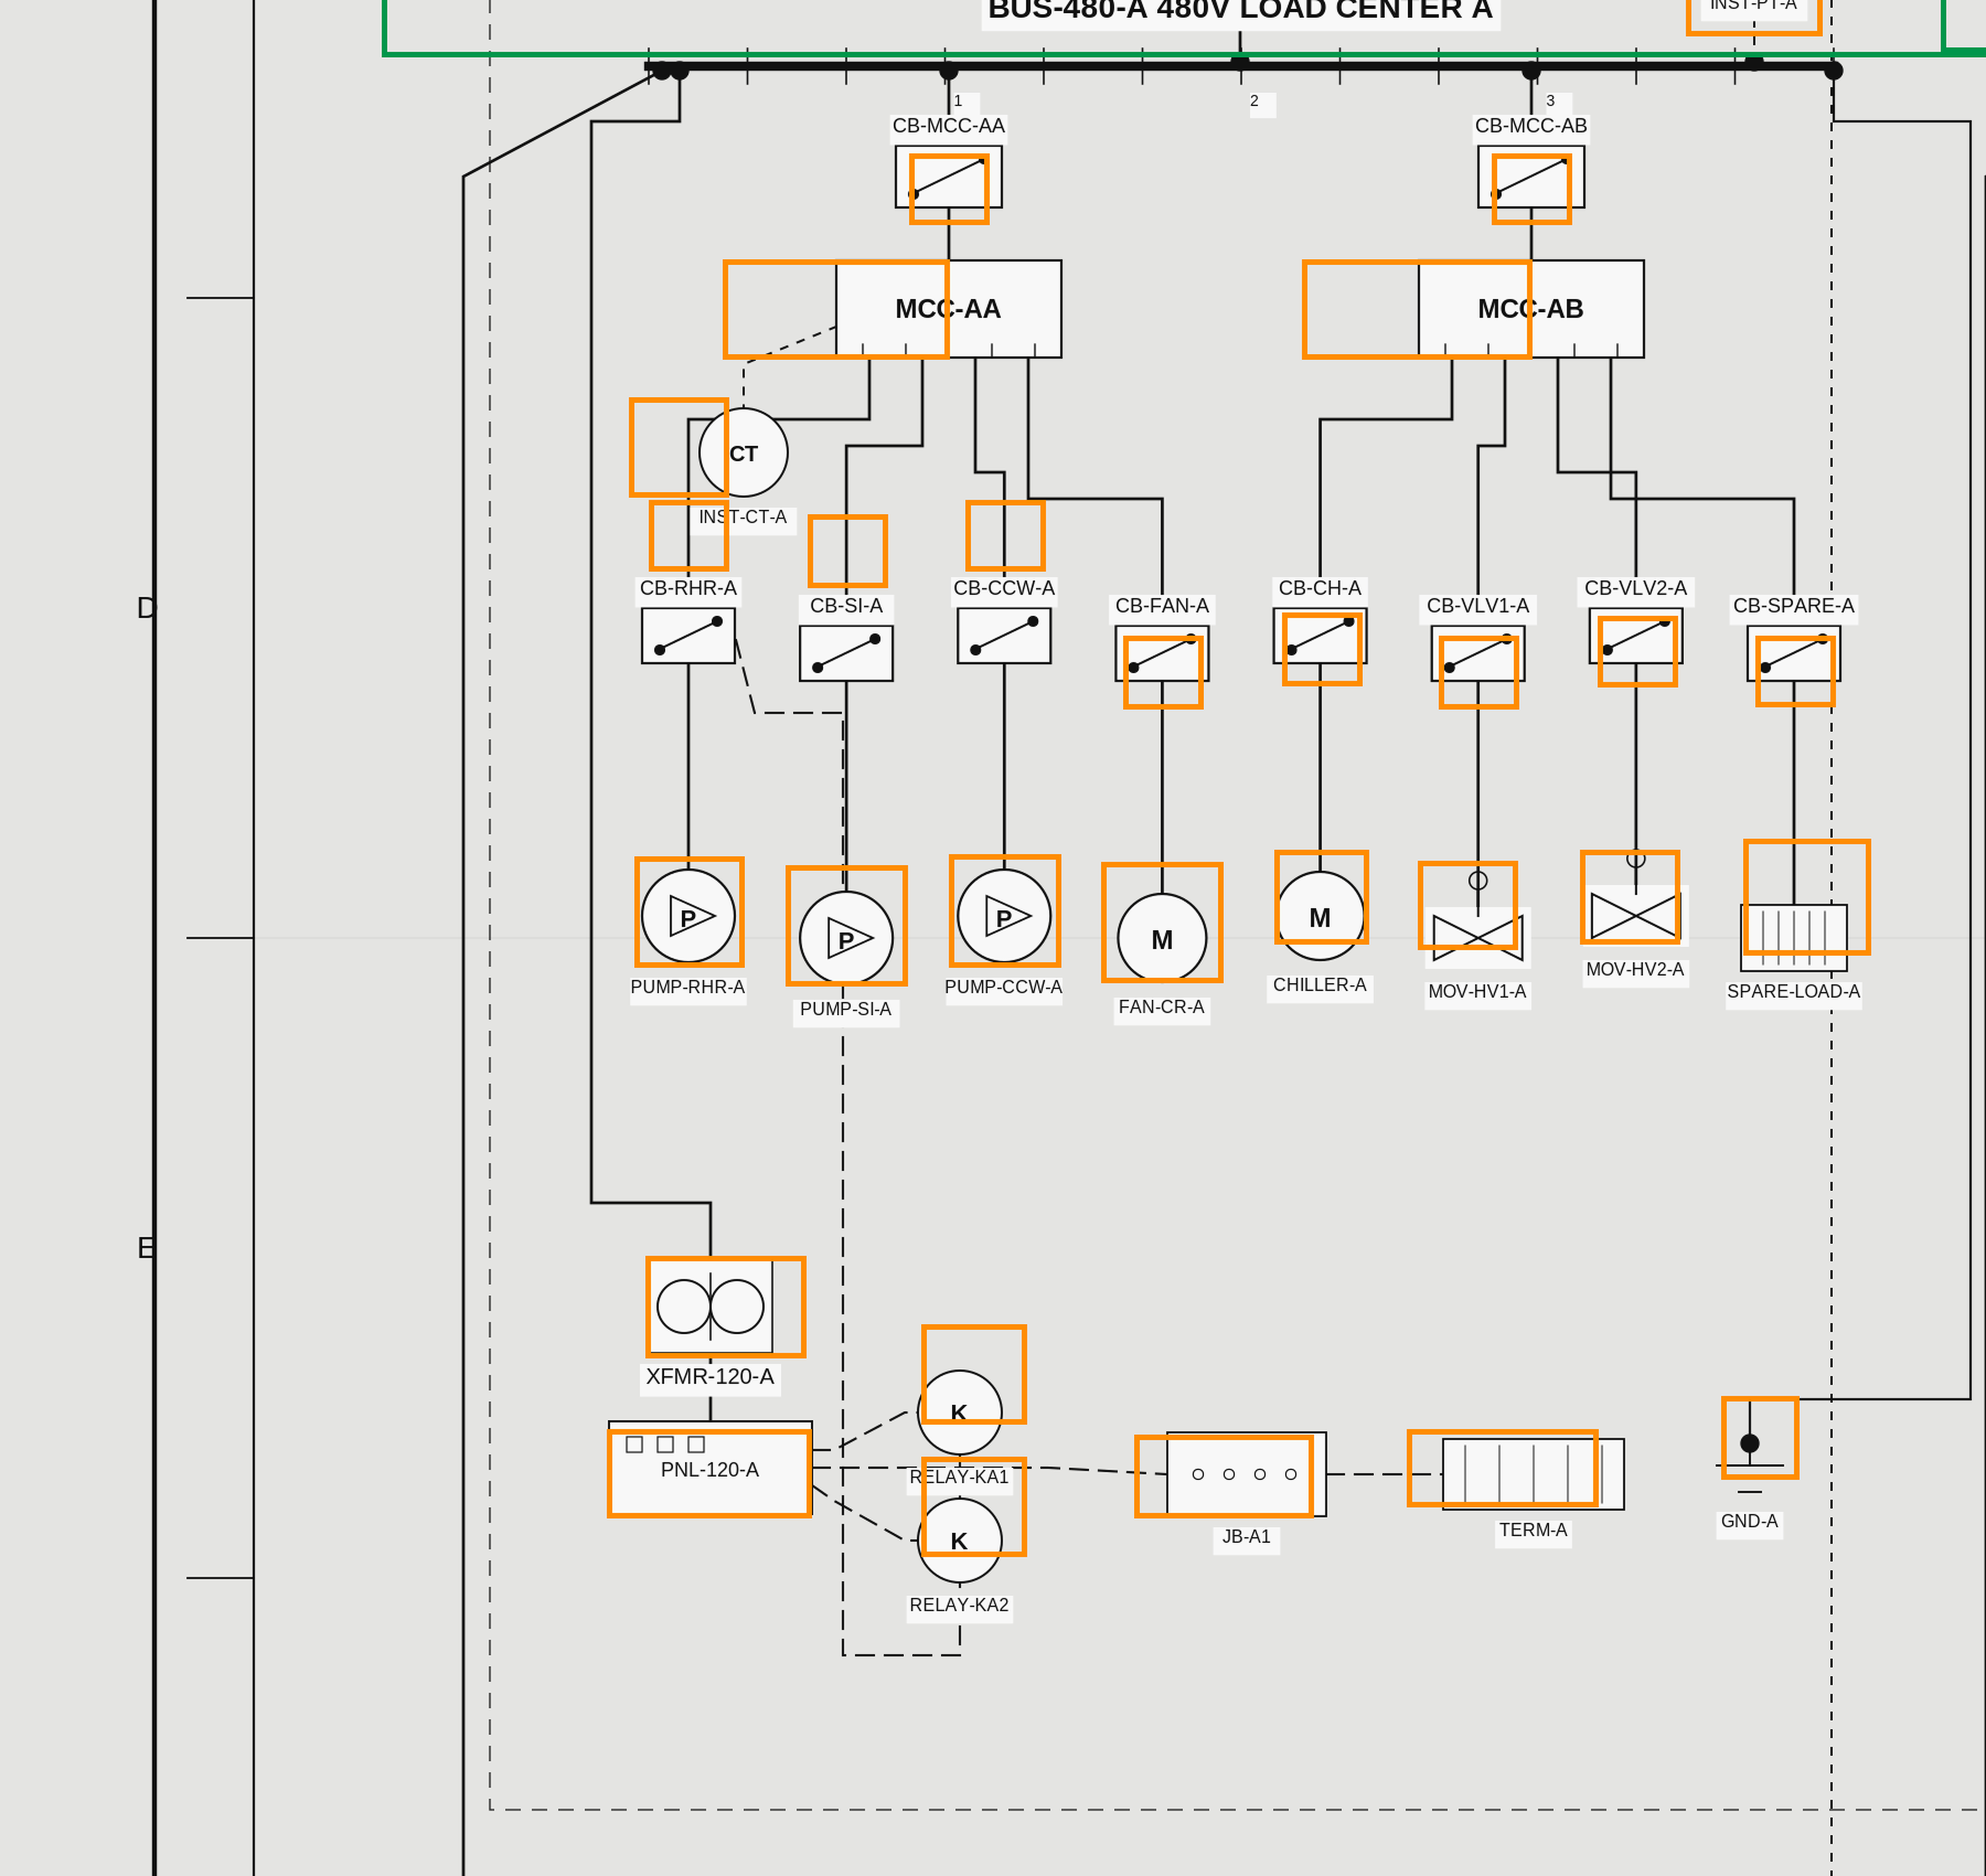 BUS-480-A 480V LOAD CENTER A
INST-PT-A
1
2
3
CB-MCC-AA
CB-MCC-AB
MCC-AA
MCC-AB
CT
INST-CT-A
CB-RHR-A
CB-SI-A
CB-CCW-A
CB-FAN-A
CB-CH-A
CB-VLV1-A
CB-VLV2-A
CB-SPARE-A
D
P
P
P
M
M
PUMP-RHR-A
PUMP-SI-A
PUMP-CCW-A
FAN-CR-A
CHILLER-A
MOV-HV1-A
MOV-HV2-A
SPARE-LOAD-A
E
XFMR-120-A
K
PNL-120-A
RELAY-KA1
K
JB-A1
TERM-A
GND-A
RELAY-KA2